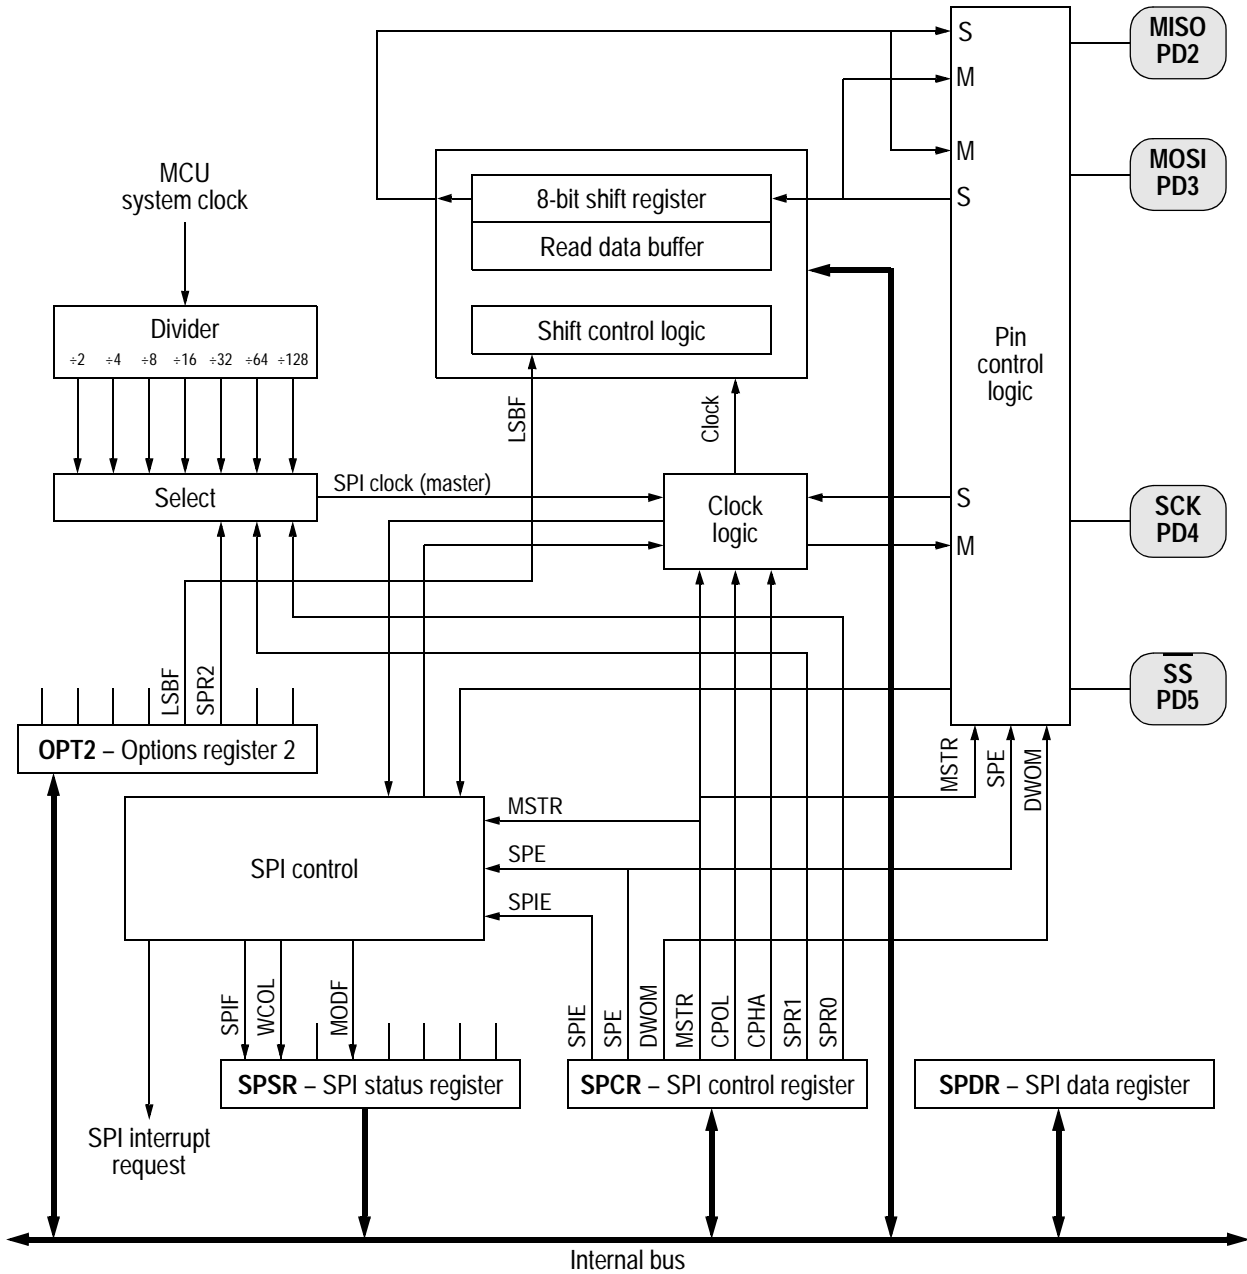 MISO
PD2
S
M
M
S
MOSI
PD3
MCU
system clock
8-bit shift register
Read data buffer
Divider
÷2 ÷4 ÷8 ÷16 ÷32 ÷64 ÷128
Shift control logic
Pin
control
logic
LSBF
Clock
Select
SPI clock (master)
Clock
logic
S
M
SCK
PD4
LSBF
SPR2
SS
PD5
OPT2 – Options register 2
MSTR
SPE
DWOM
SPI control
MSTR
SPE
SPIE
SPIF
WCOL
MODF
SPIE
SPE
DWOM
MSTR
CPOL
CPHA
SPR1
SPR0
SPSR – SPI status register
SPCR – SPI control register
SPDR – SPI data register
SPI interrupt
request
Internal bus